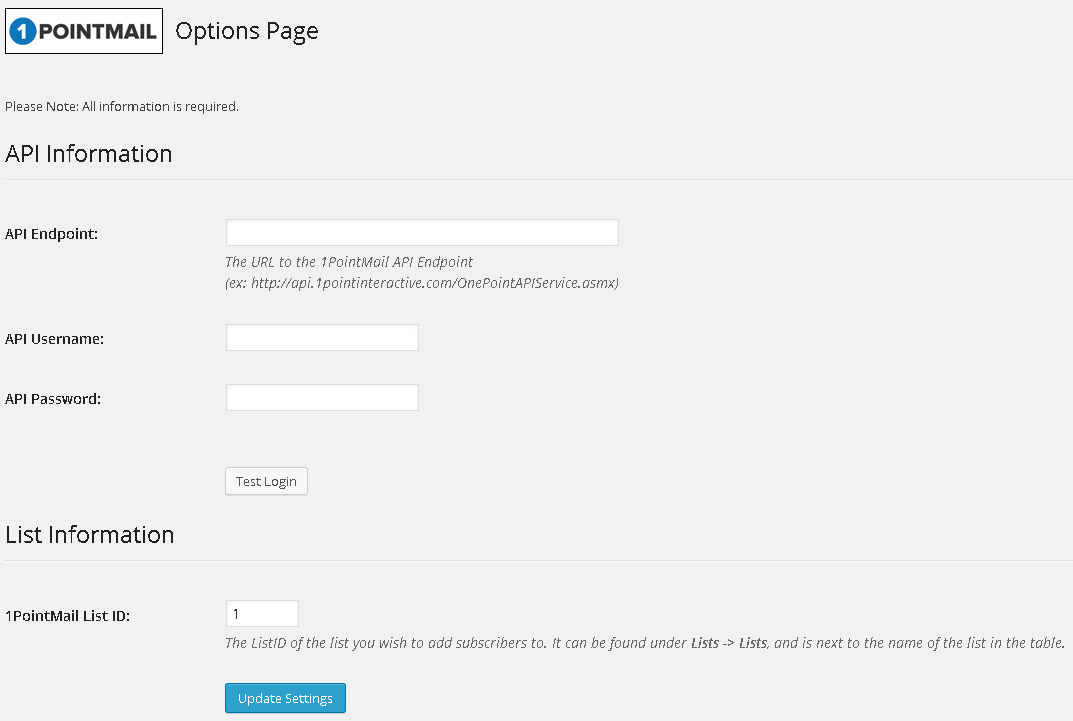 1 POINTMAIL Options Page
Please Note: All information is required.
API Information
API Endpoint:
The URL to the 1PointMail API Endpoint
(ex: http://api.1pointinteractive.com/OnePointAPIService.asmx)
API Username:
API Password:
Test Login
List Information
1PointMail List ID: 1
The ListID of the list you wish to add subscribers to. It can be found under Lists -> Lists, and is next to the name of the list in the table.
Update Settings